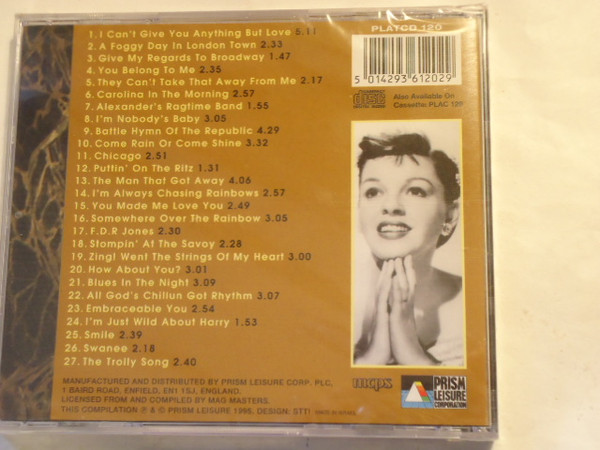 1. I Can't Give You Anything But Love 5.11
2. A Foggy Day In London Town 2.33
3. Give My Regards To Broadway 1.47
4. You Belong To Me 2.35
5. They Can't Take That Away From Me 2.17
6. Carolina In The Morning 2.57
7. Alexander's Ragtime Band 1.55
8. I'm Nobody's Baby 3.05
9. Battle Hymn Of The Republic 4.29
10. Come Rain Or Come Shine 3.32
11. Chicago 2.51
12. Puttin' On The Ritz 1.31
13. The Man That Got Away 4.06
14. I'm Always Chasing Rainbows 2.57
15. You Made Me Love You 2.49
16. Somewhere Over The Rainbow 3.05
17. F.D.R Jones 2.30
18. Stompin' At The Savoy 2.28
19. Zing! Went The Strings Of My Heart 3.00
20. How About You? 3.01
21. Blues In The Night 3.09
22. All God's Chillun Got Rhythm 3.07
23. Embraceable You 2.54
24. I'm Just Wild About Harry 1.53
25. Smile 2.39
26. Swanee 2.18
27. The Trolly Song 2.40
MANUFACTURED AND DISTRIBUTED BY PRISM LEISURE CORP. PLC,
1 BAIRD ROAD, ENFIELD, EN1 1SJ, ENGLAND.
LICENSED FROM AND COMPILED BY MAG MASTERS.
THIS COMPILATION ℗ & © PRISM LEISURE 1995. DESIGN: STTI
PLATCD 120
5 014293 612029
disc
Also Available On
Cassette: PLAC 120
mcps
PRISM
LEISURE
CORPORATION